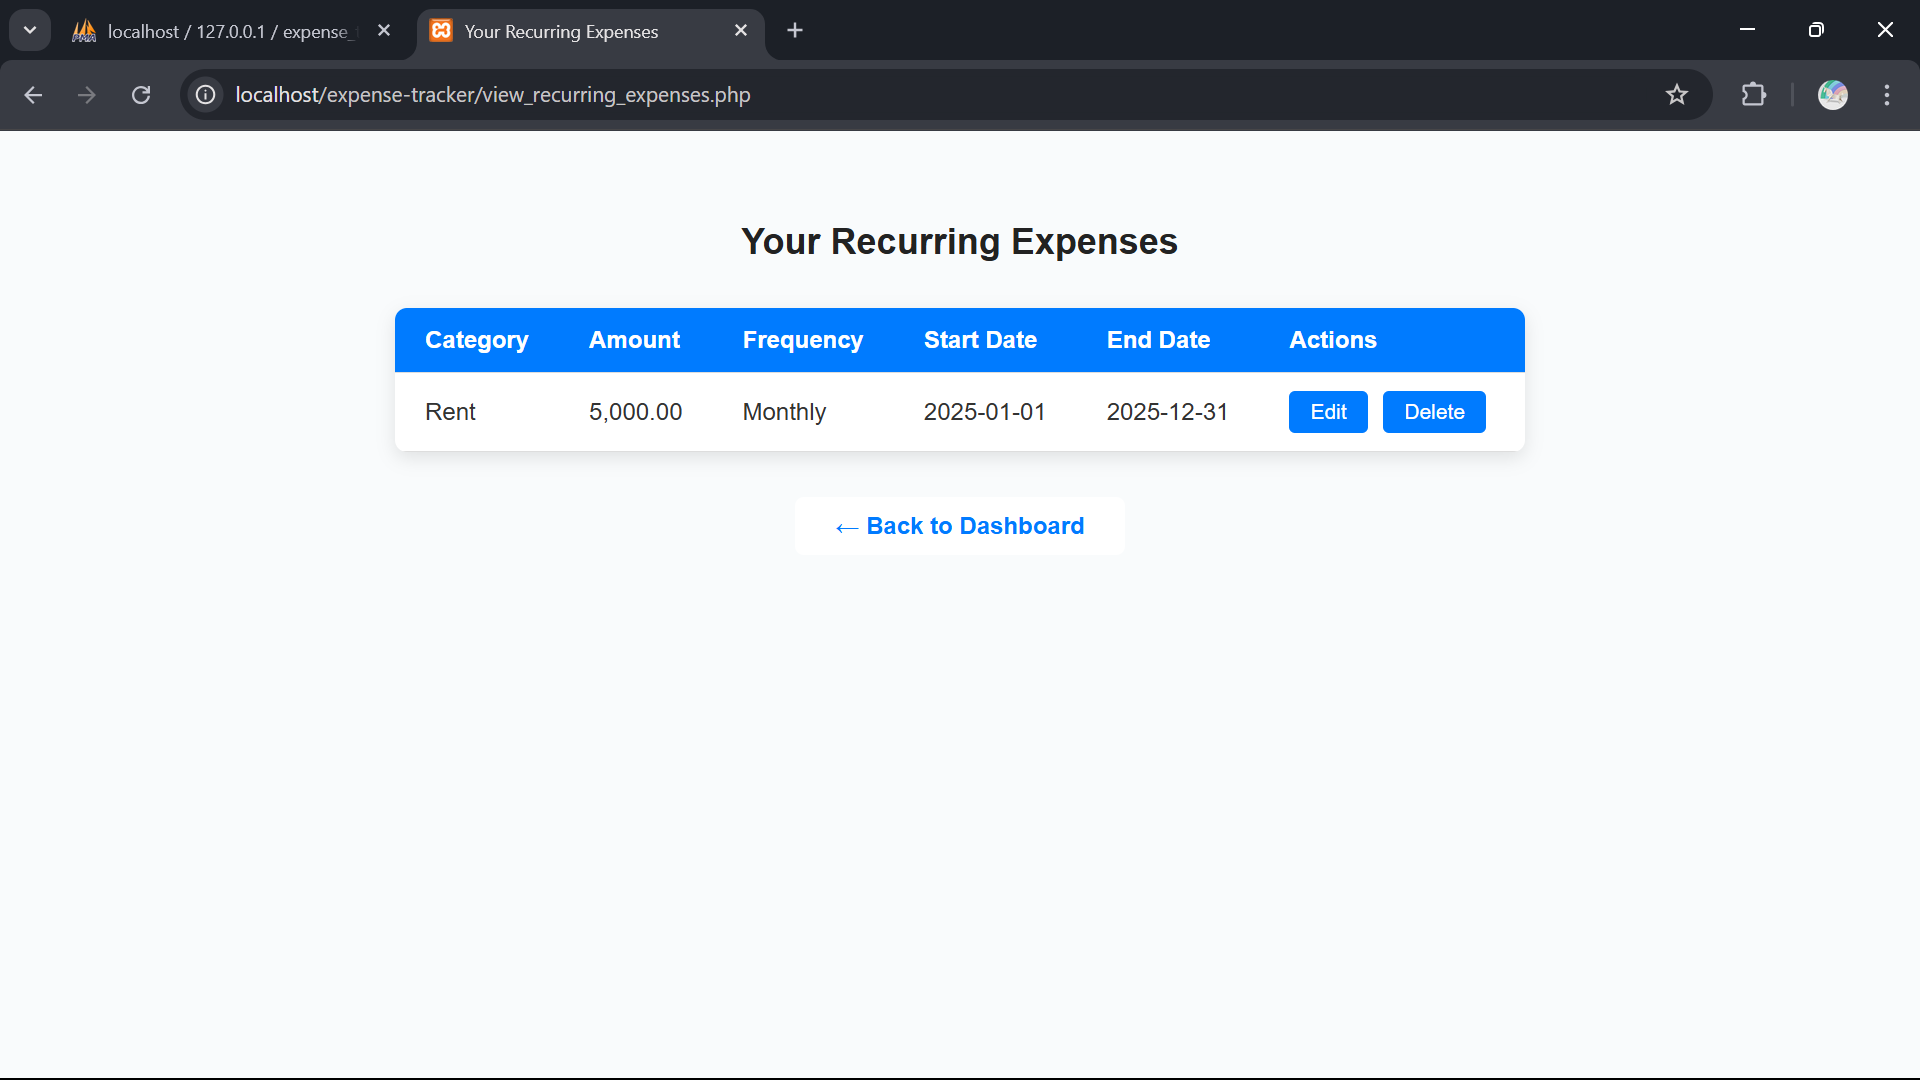 localhost / 127.0.0.1 / expense_
Your Recurring Expenses
localhost/expense-tracker/view_recurring_expenses.php
Your Recurring Expenses
Category Amount Frequency Start Date End Date Actions
Rent 5,000.00 Monthly 2025-01-01 2025-12-31 Edit Delete
← Back to Dashboard